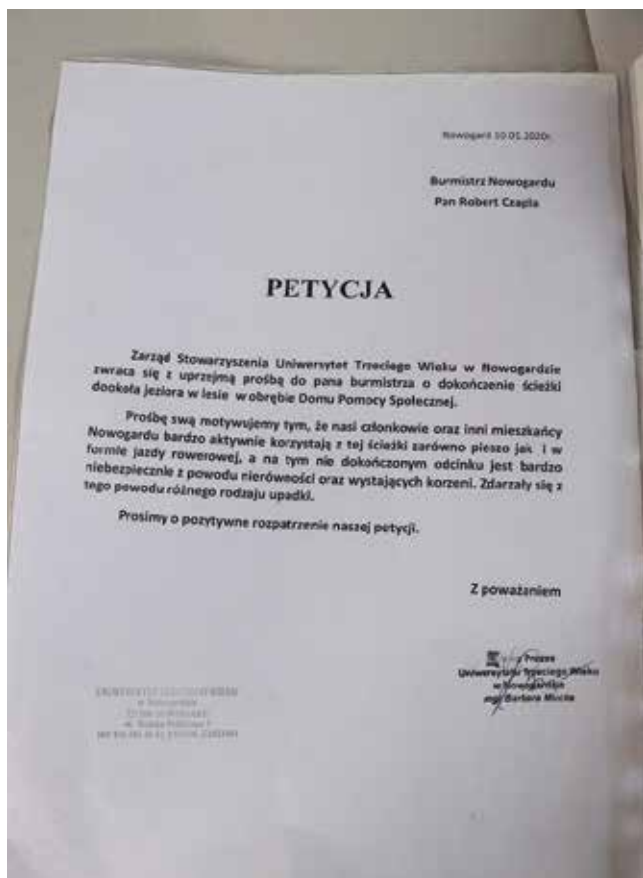 Nowogard 10.01.2020r.
Burmistrz Nowogardu
Pan Robert Czapla
PETYCJA
Zarząd Stowarzyszenia Uniwersytet Trzeciego Wieku w Nowogardzie
zwraca się z uprzejmą prośbą do pana burmistrza o dokończenie ścieżki
dookoła jeziora w lesie w obrębie Domu Pomocy Społecznej.
Prośbę swą motywujemy tym, że nasi członkowie oraz inni mieszkańcy
Nowogardu bardzo aktywnie korzystają z tej ścieżki zarówno pieszo jak i w
formie jazdy rowerowej, a na tym nie dokończonym odcinku jest bardzo
niebezpiecznie z powodu nierówności oraz wystających korzeni. Zdarzały się z
tego powodu różnego rodzaju upadki.
Prosimy o pozytywne rozpatrzenie naszej petycji.
Z poważaniem
Prezes
Uniwersytetu Trzeciego Wieku
w Nowogardzie
mgr Barbara Mucha